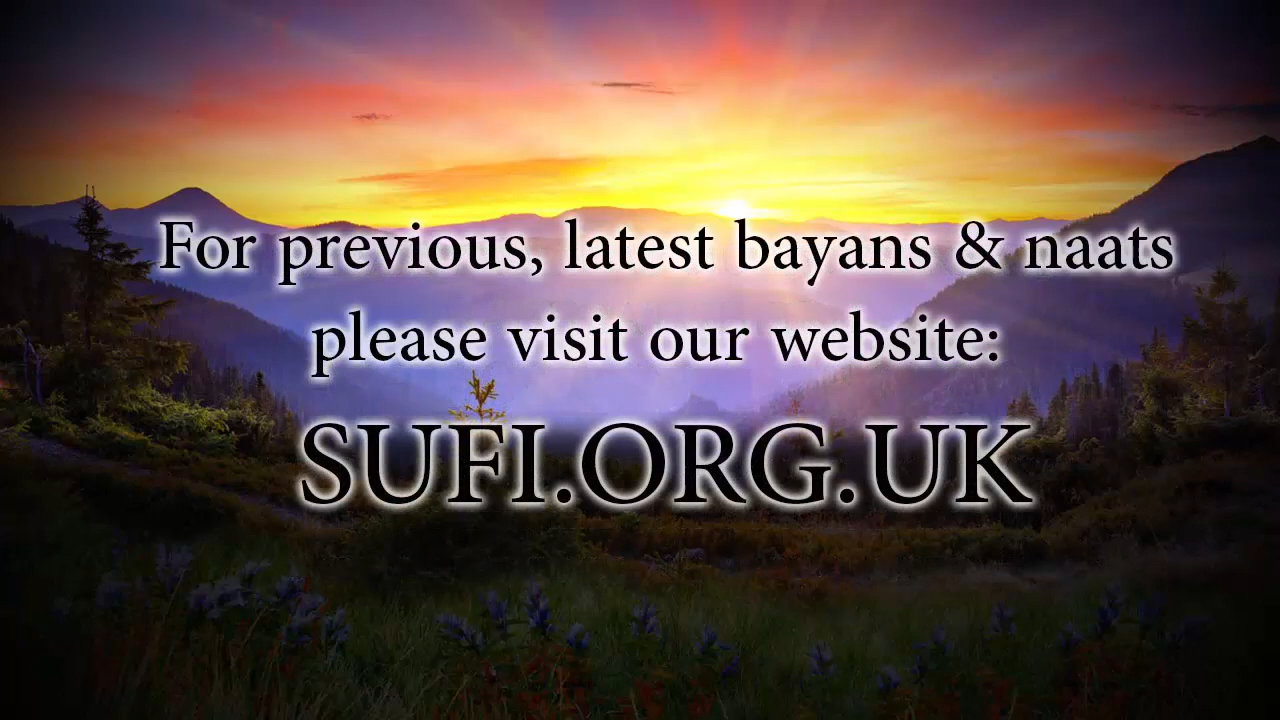 For previous, latest bayans & naats
please visit our website:
SUFI.ORG.UK